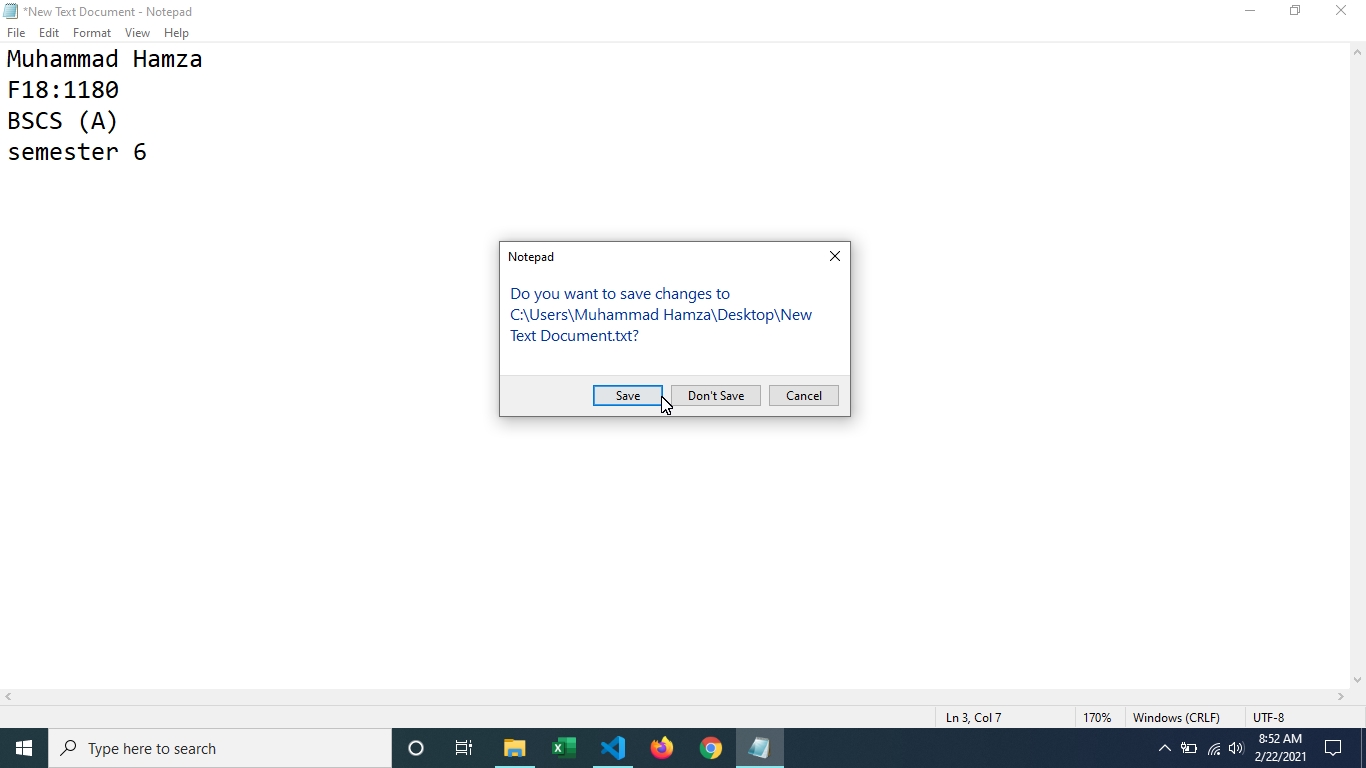 *New Text Document - Notepad
File Edit Format View Help
Muhammad Hamza
F18:1180
BSCS (A)
semester 6
Notepad
Do you want to save changes to
C:\Users\Muhammad Hamza\Desktop\New
Text Document.txt?
Save Don't Save Cancel
Ln 3, Col 7 170% Windows (CRLF) UTF-8
Type here to search
8:52 AM
2/22/2021